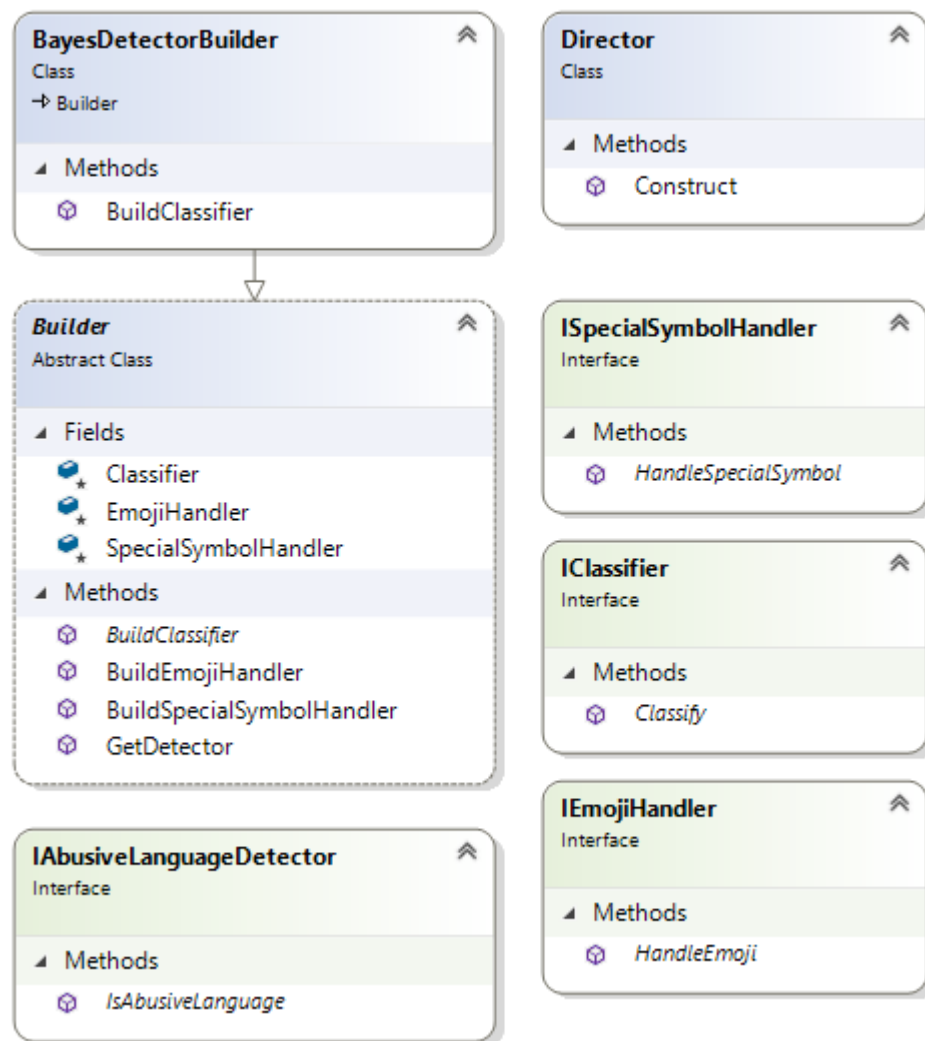 BayesDetectorBuilder
Class
Builder
Methods
BuildClassifier
Builder
Abstract Class
Fields
Classifier
EmojiHandler
SpecialSymbolHandler
Methods
BuildClassifier
BuildEmojiHandler
BuildSpecialSymbolHandler
GetDetector
IAbusiveLanguageDetector
Interface
Methods
IsAbusiveLanguage
Director
Class
Methods
Construct
ISpecialSymbolHandler
Interface
Methods
HandleSpecialSymbol
IClassifier
Interface
Methods
Classify
IEmojiHandler
Interface
Methods
HandleEmoji